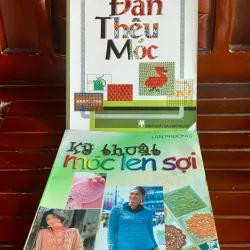 Đan
Thêu
Móc
LAN PHƯƠNG
Kỹ thuật
móc len sợi